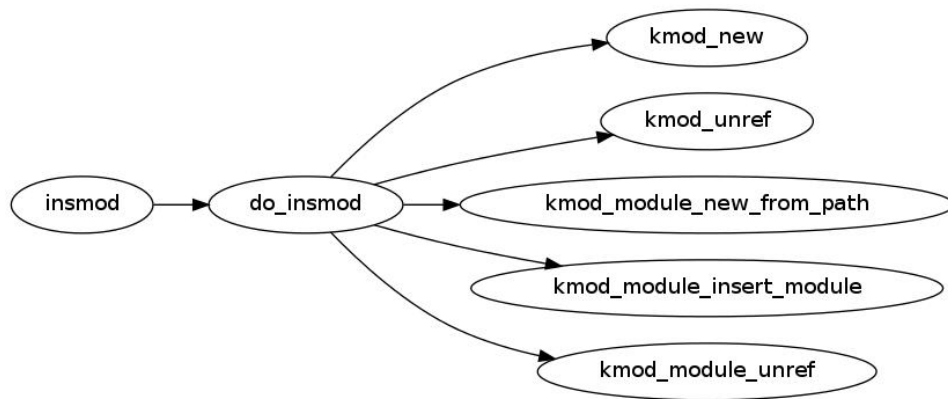 kmod_new
kmod_unref
insmod
do_insmod
kmod_module_new_from_path
kmod_module_insert_module
kmod_module_unref